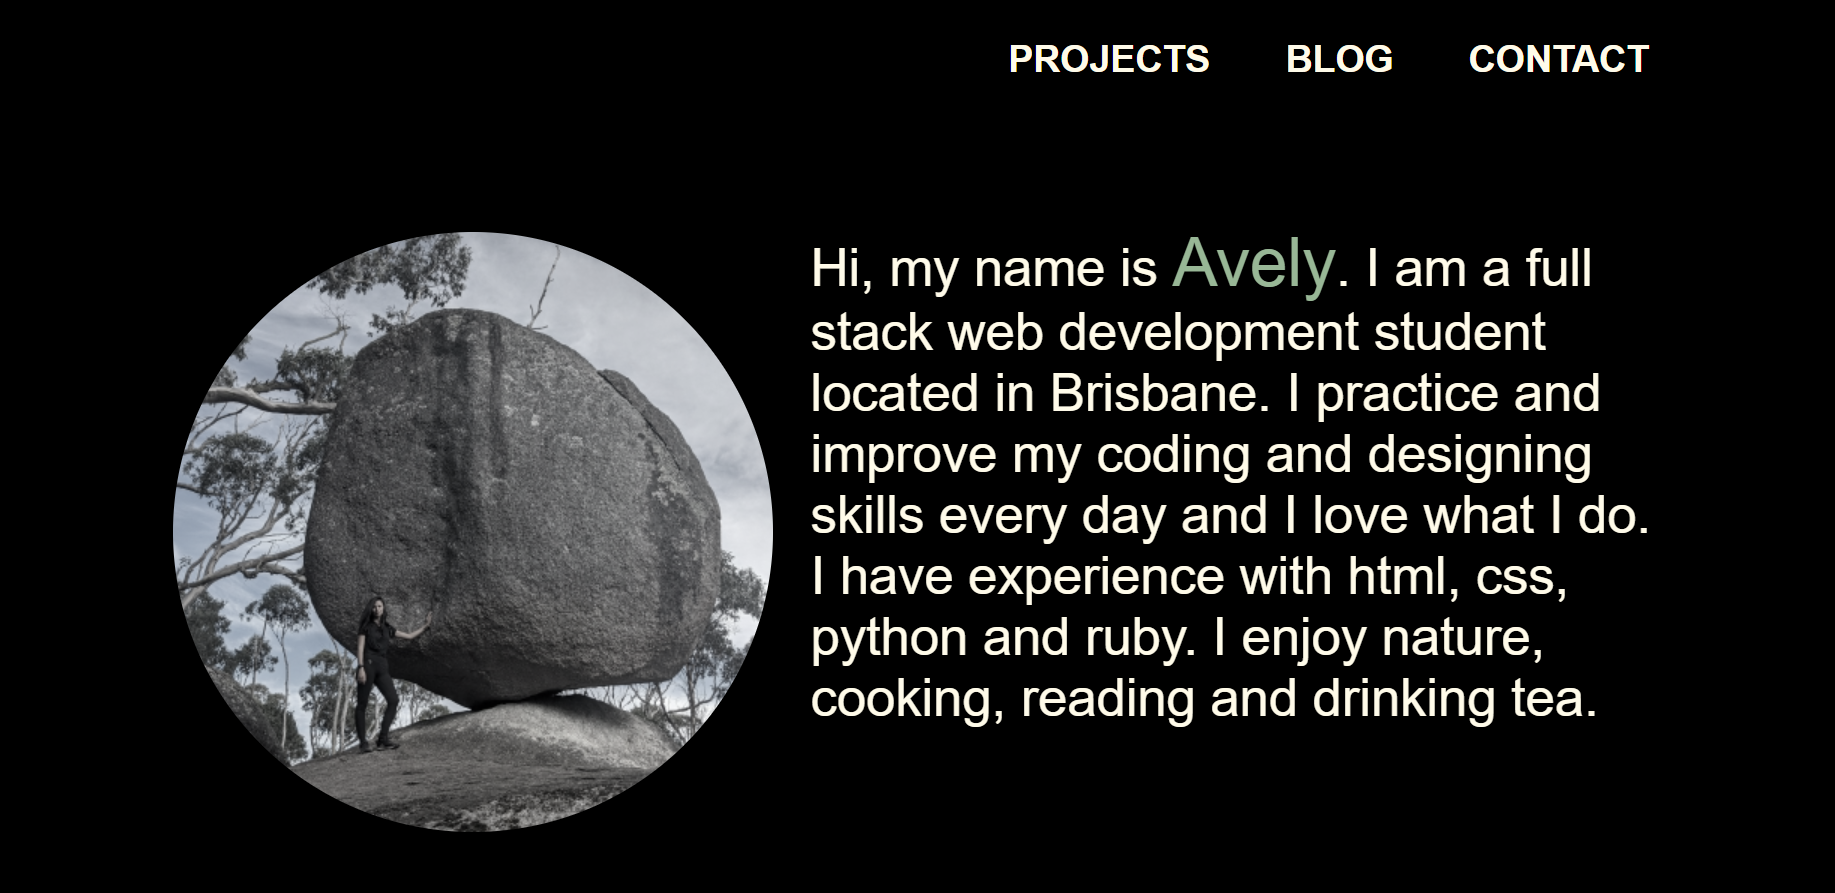 PROJECTS BLOG CONTACT
Hi, my name is Avely. I am a full
stack web development student
located in Brisbane. I practice and
improve my coding and designing
skills every day and I love what I do.
I have experience with html, css,
python and ruby. I enjoy nature,
cooking, reading and drinking tea.